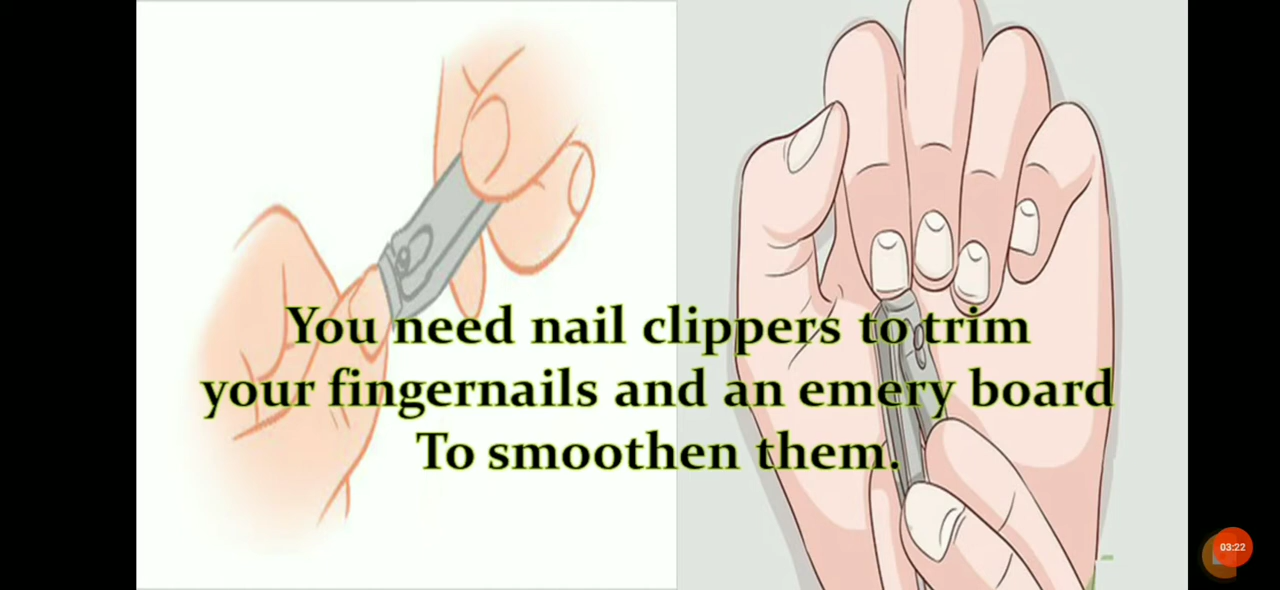 You need nail clippers to trim
your fingernails and an emery board
To smoothen them.
03:22